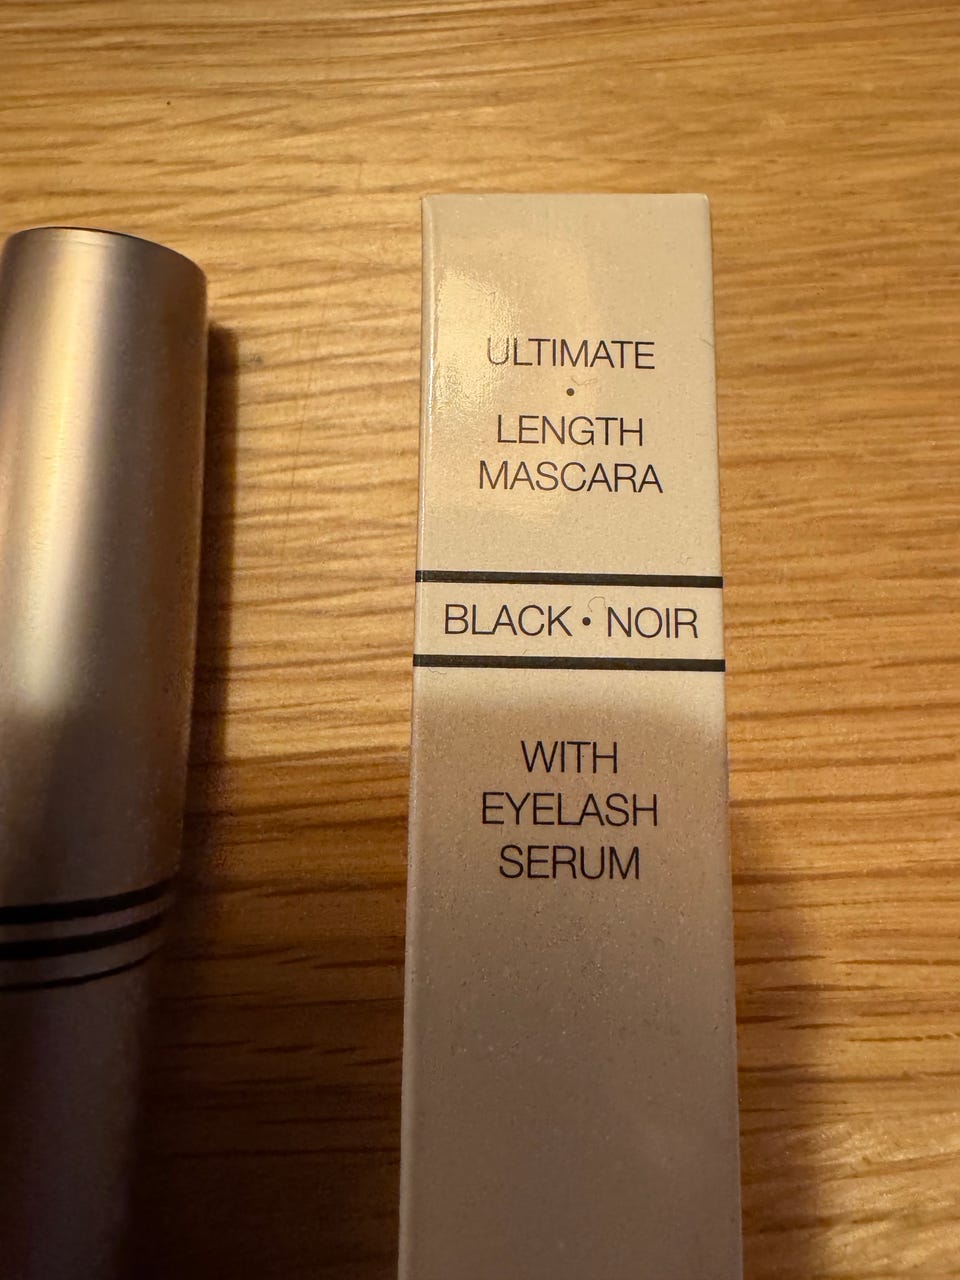 ULTIMATE
•
LENGTH
MASCARA
BLACK • NOIR
WITH
EYELASH
SERUM